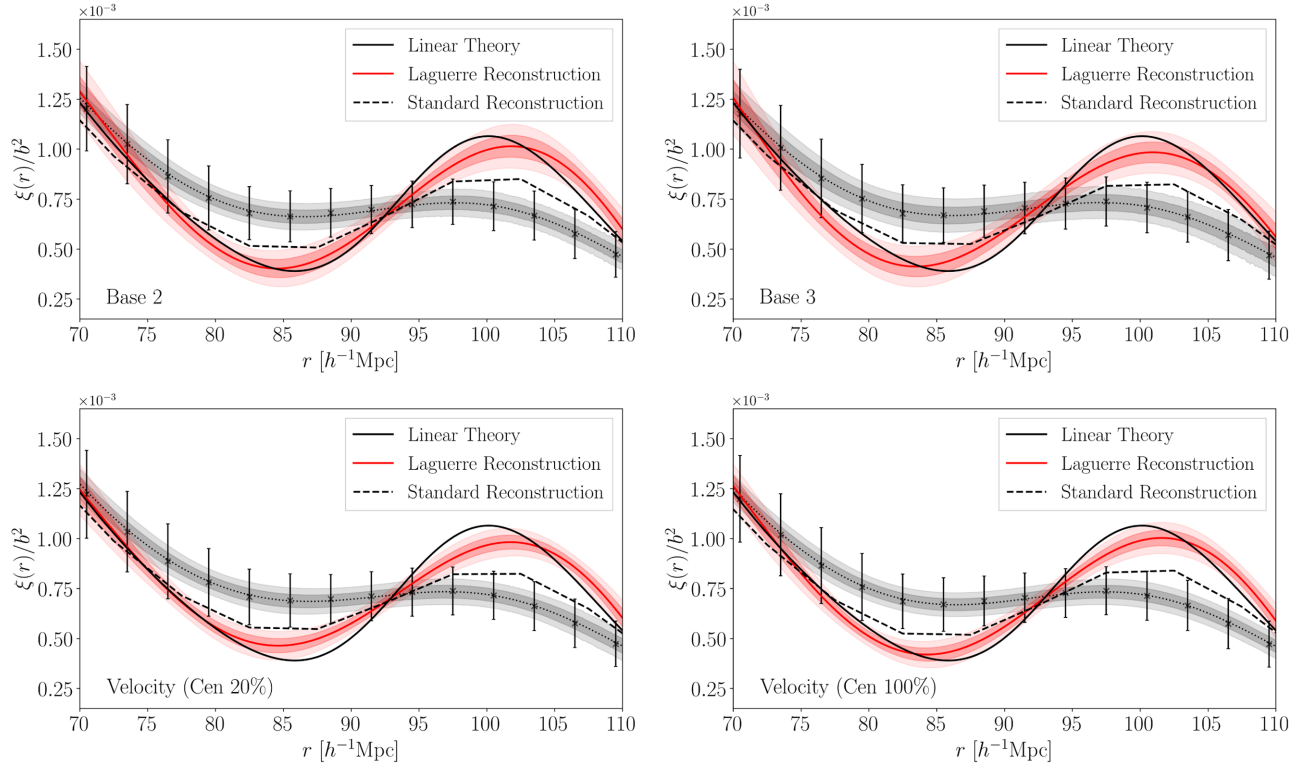 ×10⁻³
1.50
1.25
1.00
0.75
0.50
0.25
ξ(r)/b²
Linear Theory
Laguerre Reconstruction
Standard Reconstruction
Base 2
70 75 80 85 90 95 100 105 110
r [h⁻¹Mpc]
×10⁻³
1.50
1.25
1.00
0.75
0.50
0.25
ξ(r)/b²
Linear Theory
Laguerre Reconstruction
Standard Reconstruction
Base 3
70 75 80 85 90 95 100 105 110
r [h⁻¹Mpc]
×10⁻³
1.50
1.25
1.00
0.75
0.50
0.25
ξ(r)/b²
Linear Theory
Laguerre Reconstruction
Standard Reconstruction
Velocity (Cen 20%)
70 75 80 85 90 95 100 105 110
r [h⁻¹Mpc]
×10⁻³
1.50
1.25
1.00
0.75
0.50
0.25
ξ(r)/b²
Linear Theory
Laguerre Reconstruction
Standard Reconstruction
Velocity (Cen 100%)
70 75 80 85 90 95 100 105 110
r [h⁻¹Mpc]